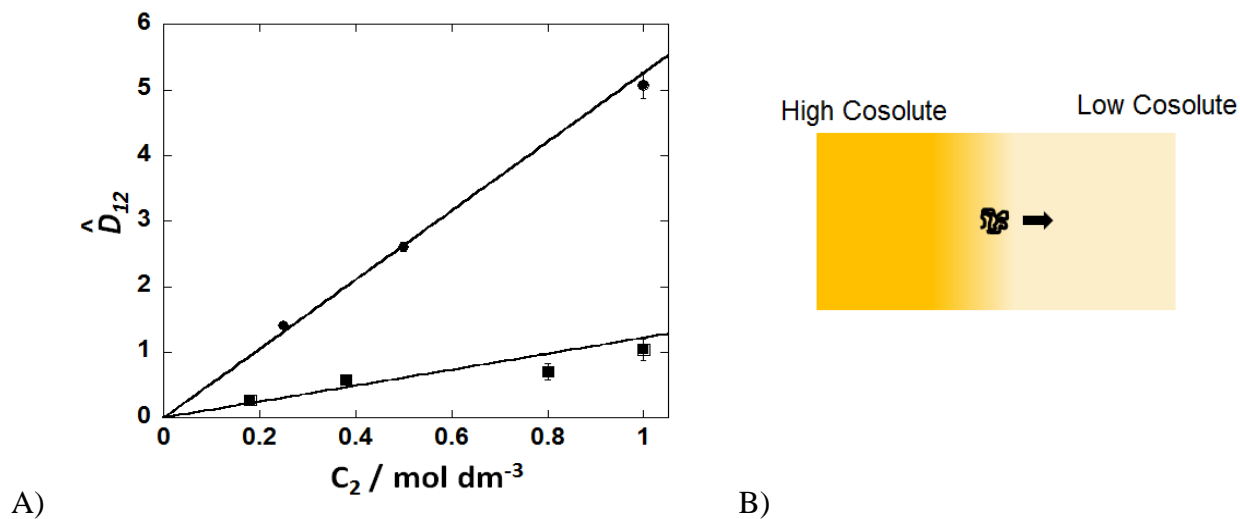 6
5
4
3
2
1
0
D̂12
0 0.2 0.4 0.6 0.8 1
C2 / mol dm-3
A)
High Cosolute
Low Cosolute
B)